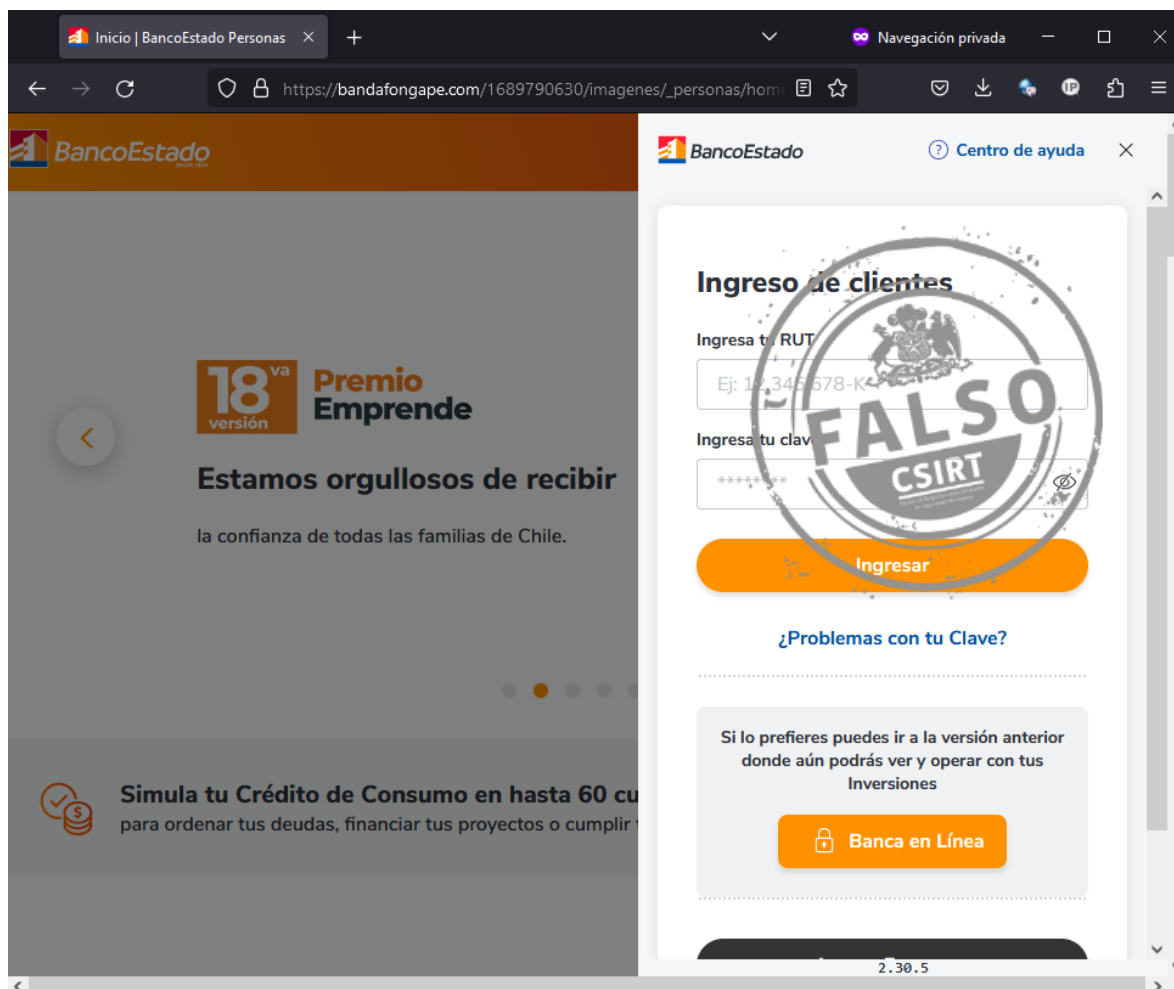 Inicio | BancoEstado Personas
Navegación privada
https://bandafongape.com/1689790630/imagenes/_personas/hom
BancoEstado
BancoEstado
Centro de ayuda
Ingreso de clientes
Ingresa tu RUT
Ej: 12.345.678-K
FALSO
Ingresa tu clave
CSIRT
********
Ingresar
¿Problemas con tu Clave?
Si lo prefieres puedes ir a la versión anterior
donde aún podrás ver y operar con tus
Inversiones
Banca en Línea
2.30.5
18va
versión
Premio
Emprende
Estamos orgullosos de recibir
la confianza de todas las familias de Chile.
Simula tu Crédito de Consumo en hasta 60 cu
para ordenar tus deudas, financiar tus proyectos o cumplir